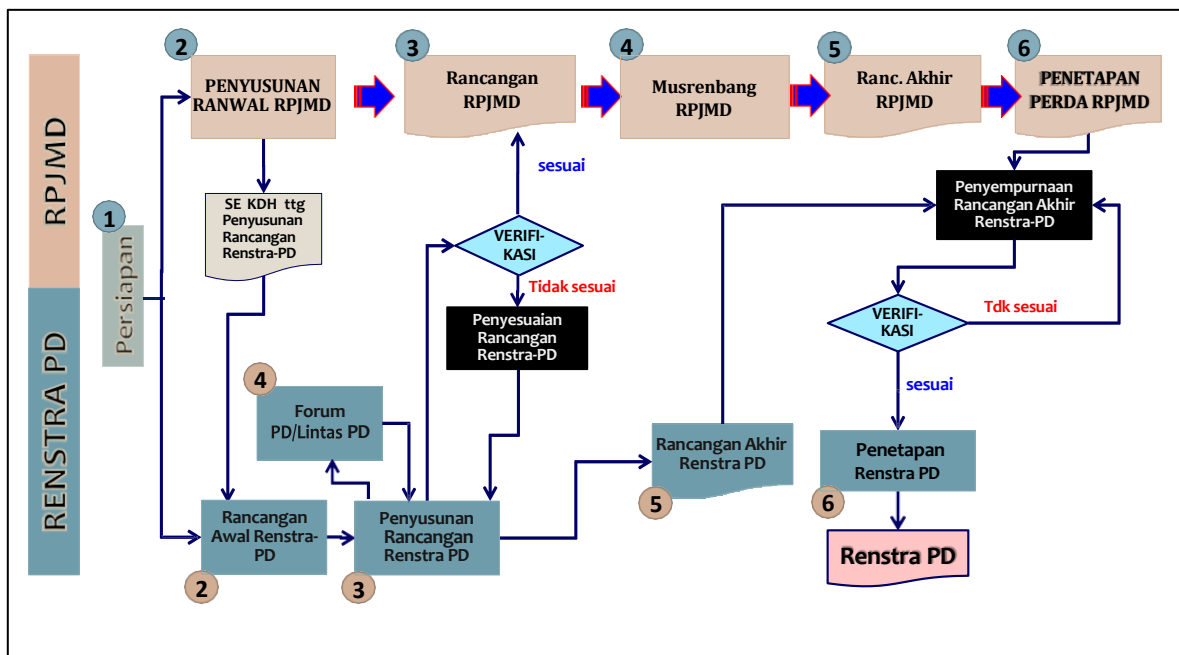 RPJMD
RENSTRA PD
1
Persiapan
2
PENYUSUNAN
RANWAL RPJMD
3
Rancangan
RPJMD
4
Musrenbang
RPJMD
5
Ranc. Akhir
RPJMD
6
PENETAPAN
PERDA RPJMD
SE KDH ttg
Penyusunan
Rancangan
Renstra-PD
sesuai
VERIFI-
KASI
Tidak sesuai
Penyesuaian
Rancangan
Renstra-PD
Penyempurnaan
Rancangan Akhir
Renstra-PD
VERIFI-
KASI
Tdk sesuai
sesuai
4
Forum
PD/Lintas PD
Rancangan Akhir
Renstra PD
5
Penetapan
Renstra PD
6
Rancangan
Awal Renstra-
PD
2
Penyusunan
Rancangan
Renstra PD
3
Renstra PD